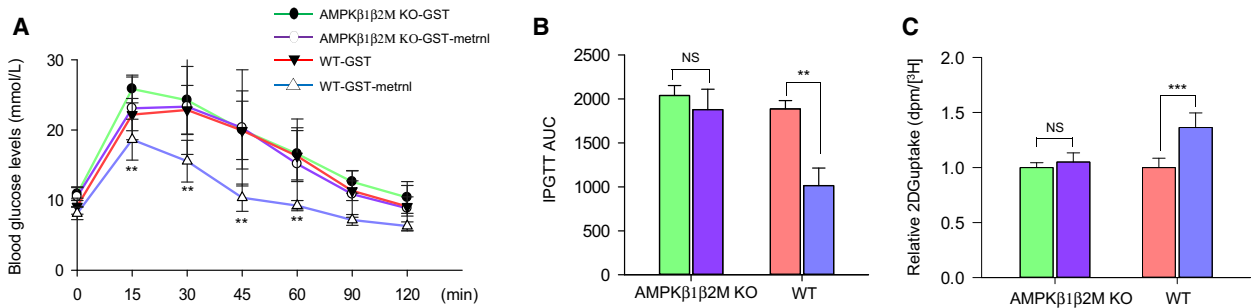 A
AMPKβ1β2M KO-GST
AMPKβ1β2M KO-GST-metrnl
WT-GST
WT-GST-metrnl
Blood glucose levels (mmol/L)
30
20
10
0
**
**
**
**
0 15 30 45 60 90 120 (min)
B
IPGTT AUC
2500
2000
1500
1000
500
0
NS
**
AMPKβ1β2M KO WT
C
Relative 2DGuptake (dpm/[³H]
2.0
1.5
1.0
0.5
0.0
NS
***
AMPKβ1β2M KO WT